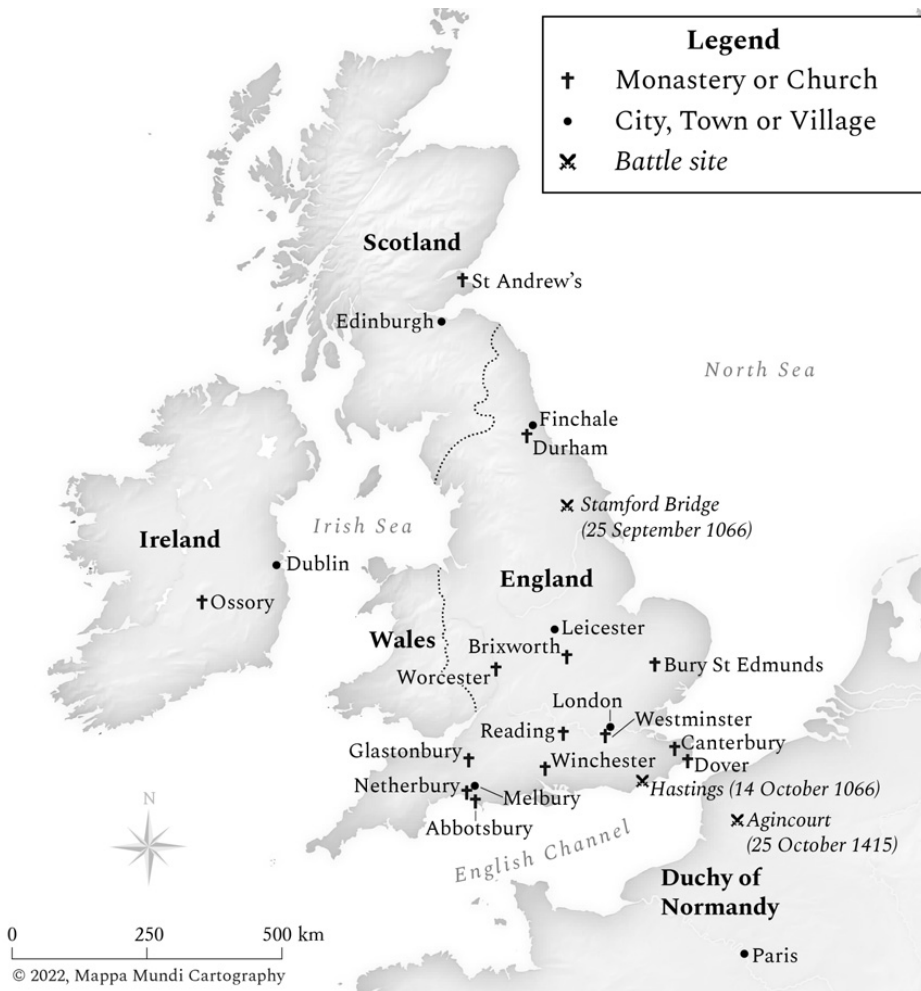 Legend
Monastery or Church
City, Town or Village
Battle site
Scotland
St Andrew’s
Edinburgh
North Sea
Finchale
Durham
Stamford Bridge
(25 September 1066)
Irish Sea
Ireland
Dublin
England
Ossory
Leicester
Wales
Brixworth
Bury St Edmunds
Worcester
London
Westminster
Reading
Canterbury
Glastonbury
Winchester
Dover
Netherbury
Melbury
Hastings (14 October 1066)
Abbotsbury
Agincourt
(25 October 1415)
English Channel
N
Duchy of
Normandy
0 250 500 km
Paris
© 2022, Mappa Mundi Cartography